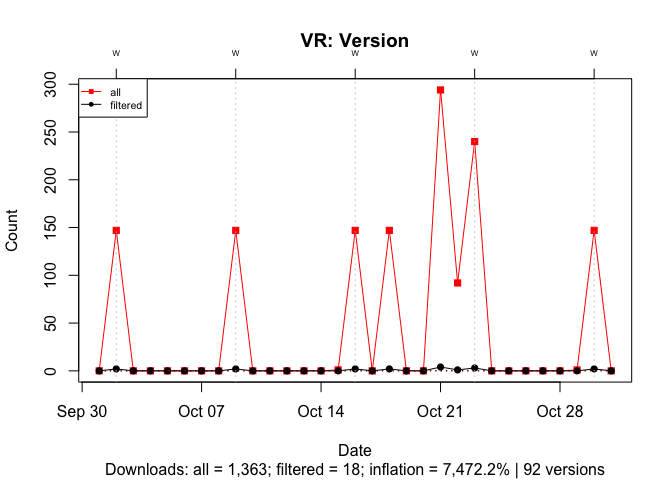 VR: Version
W W W W W
all
filtered
300
250
200
150
100
50
0
Count
Sep 30 Oct 07 Oct 14 Oct 21 Oct 28
Date
Downloads: all = 1,363; filtered = 18; inflation = 7,472.2% | 92 versions